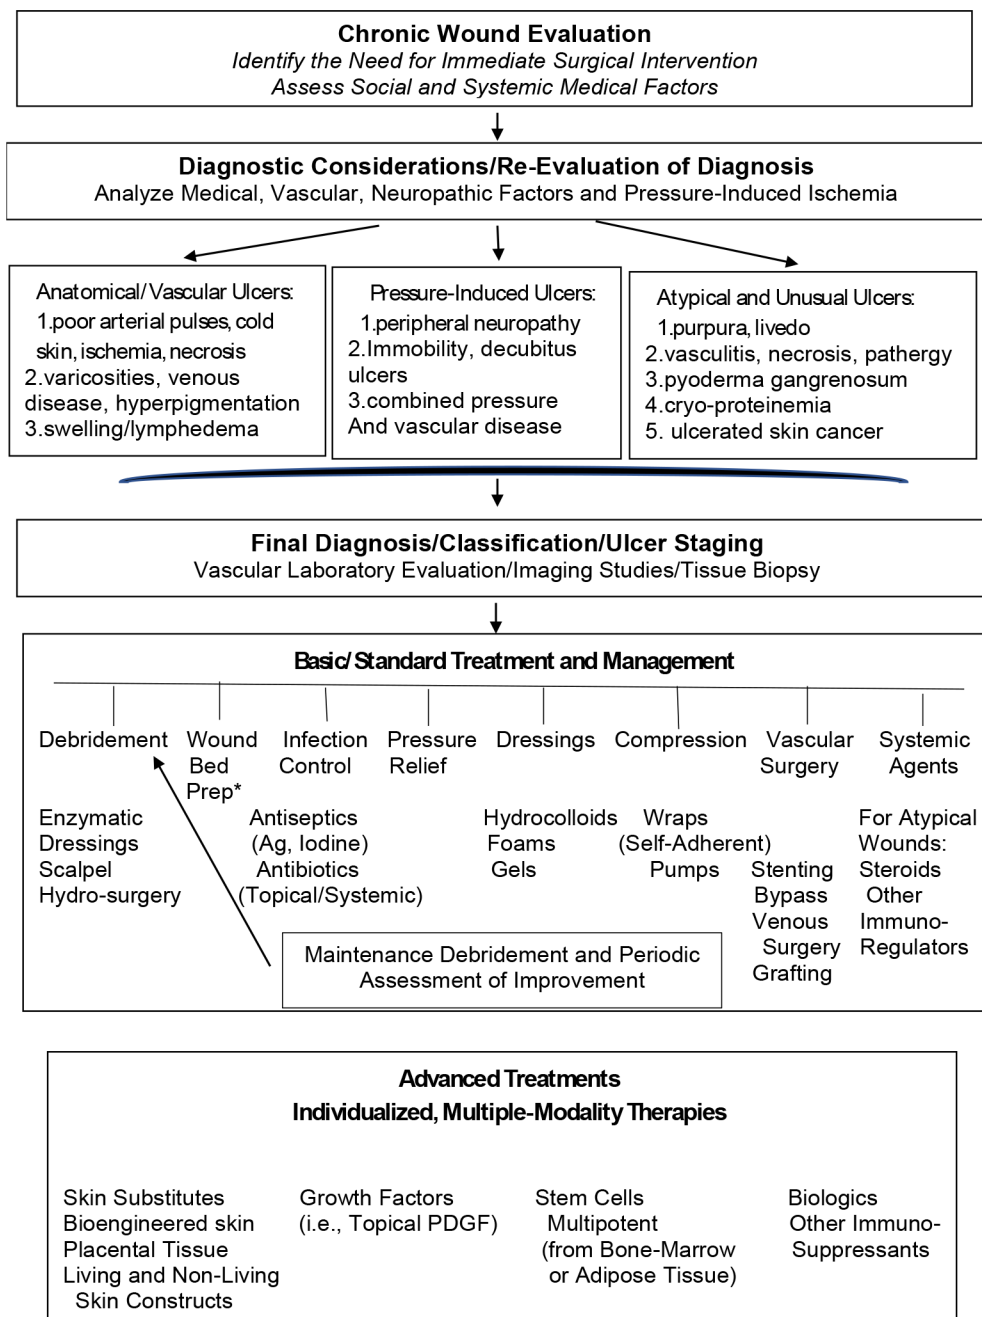 Chronic Wound Evaluation
Identify the Need for Immediate Surgical Intervention
Assess Social and Systemic Medical Factors
Diagnostic Considerations/Re-Evaluation of Diagnosis
Analyze Medical, Vascular, Neuropathic Factors and Pressure-Induced Ischemia
Anatomical/Vascular Ulcers:
1.poor arterial pulses, cold
skin, ischemia, necrosis
2.varicosities, venous
disease, hyperpigmentation
3.swelling/lymphedema
Pressure-Induced Ulcers:
1.peripheral neuropathy
2.Immobility, decubitus
ulcers
3.combined pressure
And vascular disease
Atypical and Unusual Ulcers:
1.purpura, livedo
2.vasculitis, necrosis, pathergy
3.pyoderma gangrenosum
4.cryo-proteinemia
5. ulcerated skin cancer
Final Diagnosis/Classification/Ulcer Staging
Vascular Laboratory Evaluation/Imaging Studies/Tissue Biopsy
Basic/Standard Treatment and Management
Debridement
Enzymatic
Dressings
Scalpel
Hydro-surgery
Wound
Bed
Prep*
Infection
Control
Antiseptics
(Ag, Iodine)
Antibiotics
(Topical/Systemic)
Pressure
Relief
Dressings
Hydrocolloids
Foams
Gels
Compression
Wraps
(Self-Adherent)
Pumps
Vascular
Surgery
Stenting
Bypass
Venous
Surgery
Grafting
Systemic
Agents
For Atypical
Wounds:
Steroids
Other
Immuno-
Regulators
Maintenance Debridement and Periodic
Assessment of Improvement
Advanced Treatments
Individualized, Multiple-Modality Therapies
Skin Substitutes
Bioengineered skin
Placental Tissue
Living and Non-Living
Skin Constructs
Growth Factors
(i.e., Topical PDGF)
Stem Cells
Multipotent
(from Bone-Marrow
or Adipose Tissue)
Biologics
Other Immuno-
Suppressants